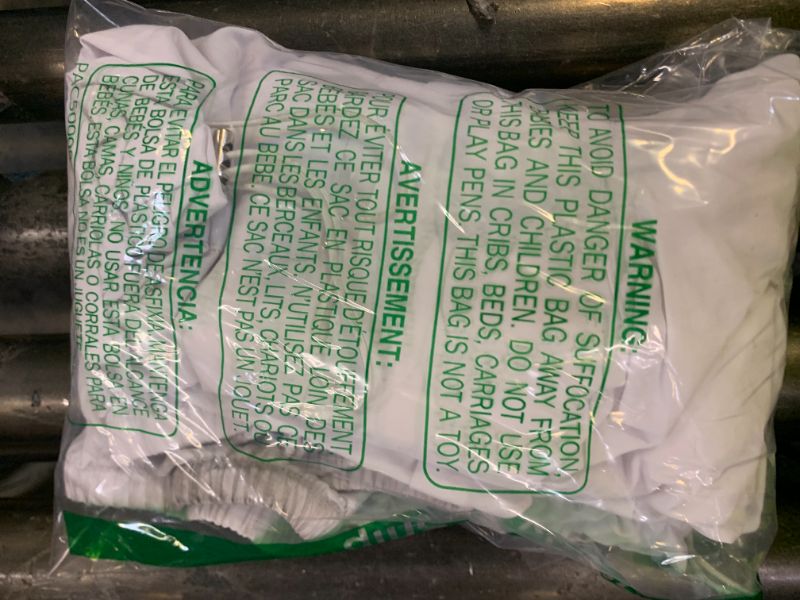 WARNING:
TO AVOID DANGER OF SUFFOCATION,
KEEP THIS PLASTIC BAG AWAY FROM
AND CHILDREN. DO NOT USE
THIS BAG IN CRIBS, BEDS, CARRIAGES
OR PLAY PENS. THIS BAG IS NOT A TOY.
AVERTISSEMENT:
POUR ÉVITER TOUT RISQUE D'ÉTOUFFEMENT,
CE SAC EN PLASTIQUE LOIN DES
BÉBÉS ET LES ENFANTS. N'UTILISEZ PAS CE
SAC DANS LES BERCEAUX, LITS, CHARIOTS OU
PARC AU BÉBÉ. CE SAC N'EST PAS UN JOUET.
ADVERTENCIA:
PARA EVITAR EL PELIGRO DE ASFIXIA, MANTENGA
ESTA BOLSA DE PLASTICO FUERA DEL ALCANCE
DE BEBES Y NIÑOS. NO USAR ESTA BOLSA EN
CUNAS, CAMAS, CARRIOLAS O CORRALES PARA
BEBES. ESTA BOLSA NO ES UN JUGUETE.